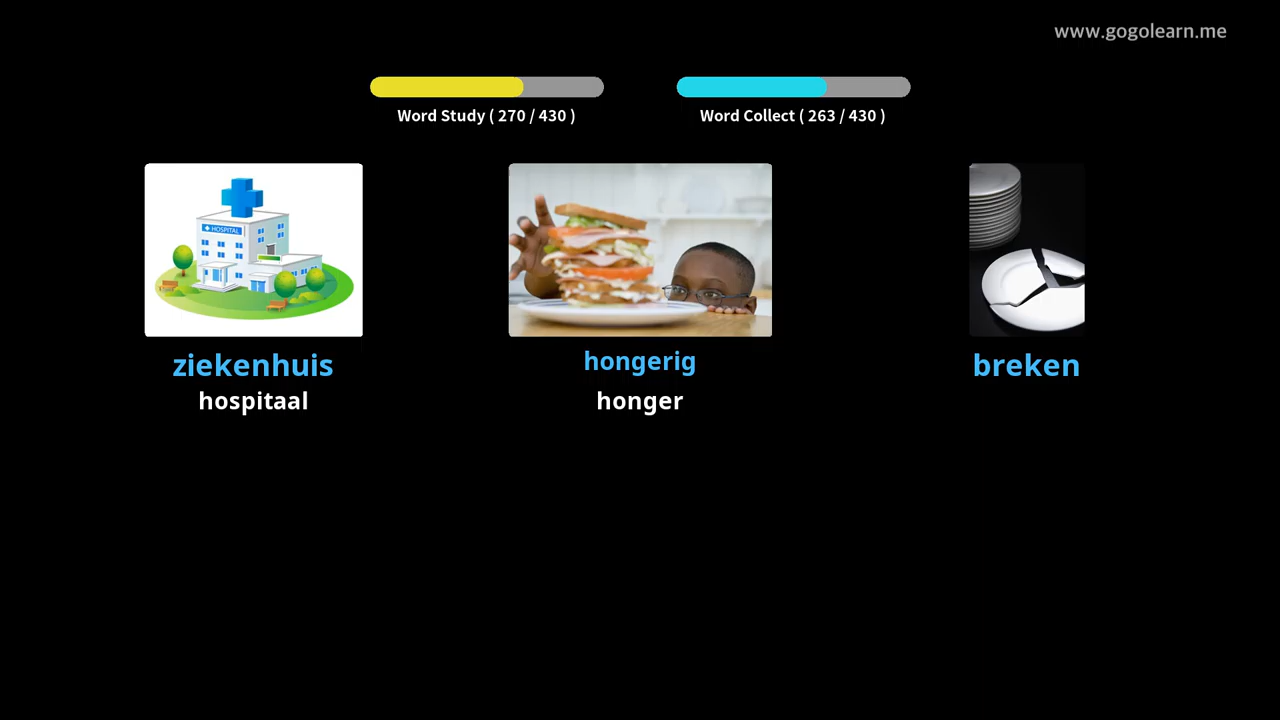 www.gogolearn.me
Word Study ( 270 / 430 )
Word Collect ( 263 / 430 )
HOSPITAL
ziekenhuis
hospitaal
hongerig
honger
breken